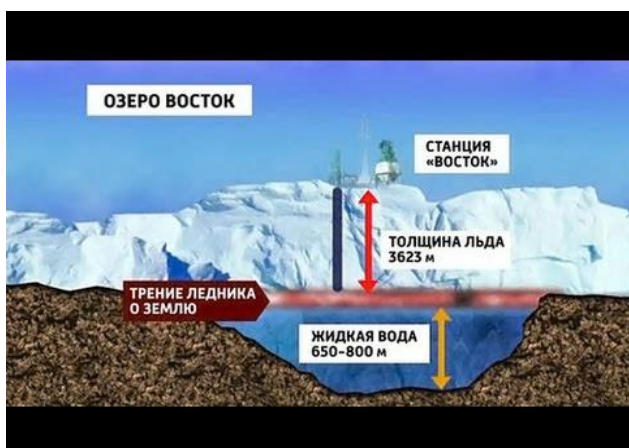 ОЗЕРО ВОСТОК
СТАНЦИЯ
«ВОСТОК»
ТОЛЩИНА ЛЬДА
3623 м
ТРЕНИЕ ЛЕДНИКА
О ЗЕМЛЮ
ЖИДКАЯ ВОДА
650-800 м